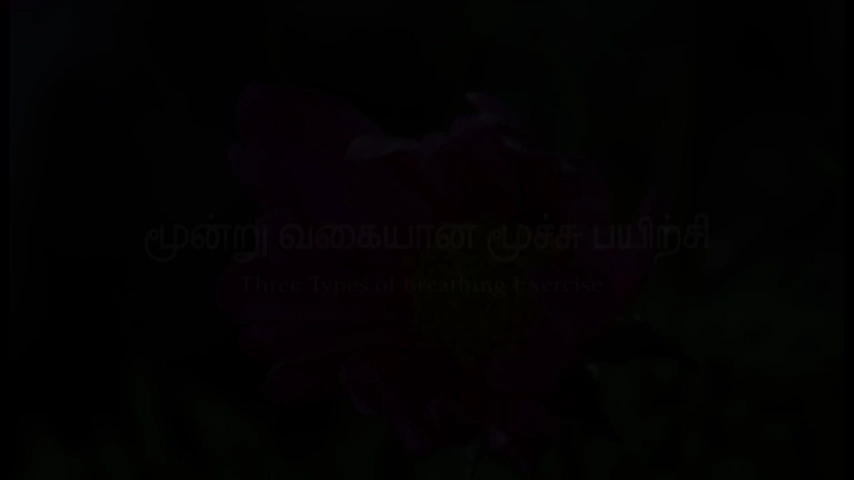 மூன்று வகையான மூச்சு பயிற்சி
Three Types of Breathing Exercise